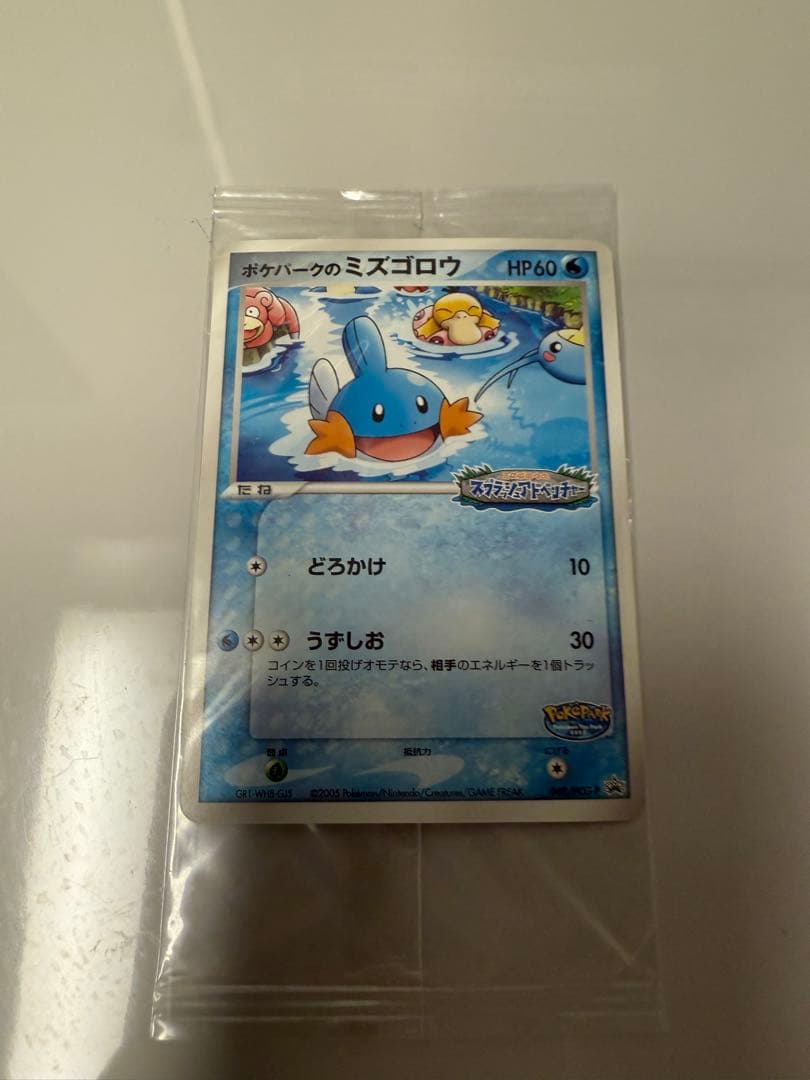 ポケパークの ミズゴロウ HP60
たね
スプラッシュアドベンチャー
どろかけ 10
うずしお 30
コインを1回投げオモテなら、相手のエネルギーを1個トラッ
シュする。
PokéPark
弱点 抵抗力 にげる
©2005 Pokémon/Nintendo/Creatures/GAME FREAK